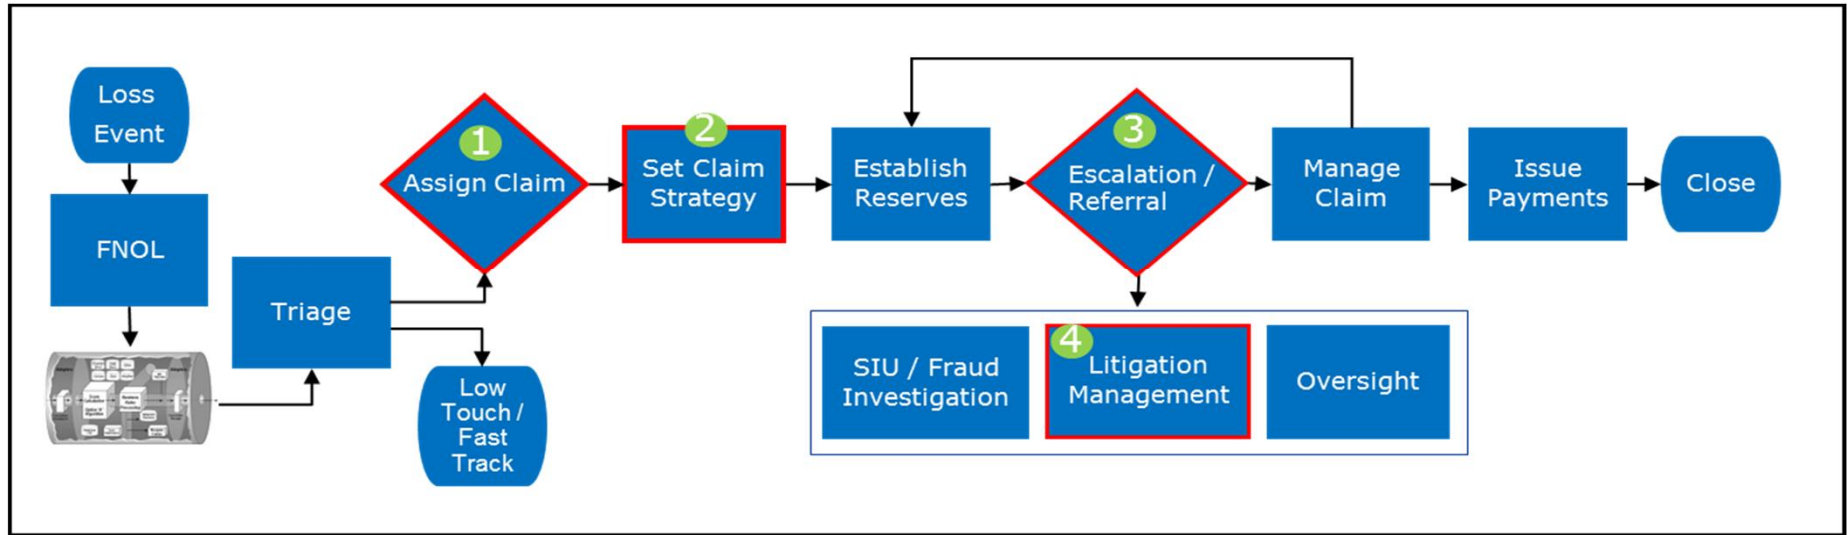 Loss
Event
FNOL
Triage
1
Assign Claim
Low
Touch /
Fast
Track
2
Set Claim
Strategy
Establish
Reserves
3
Escalation /
Referral
Manage
Claim
Issue
Payments
Close
SIU / Fraud
Investigation
4
Litigation
Management
Oversight